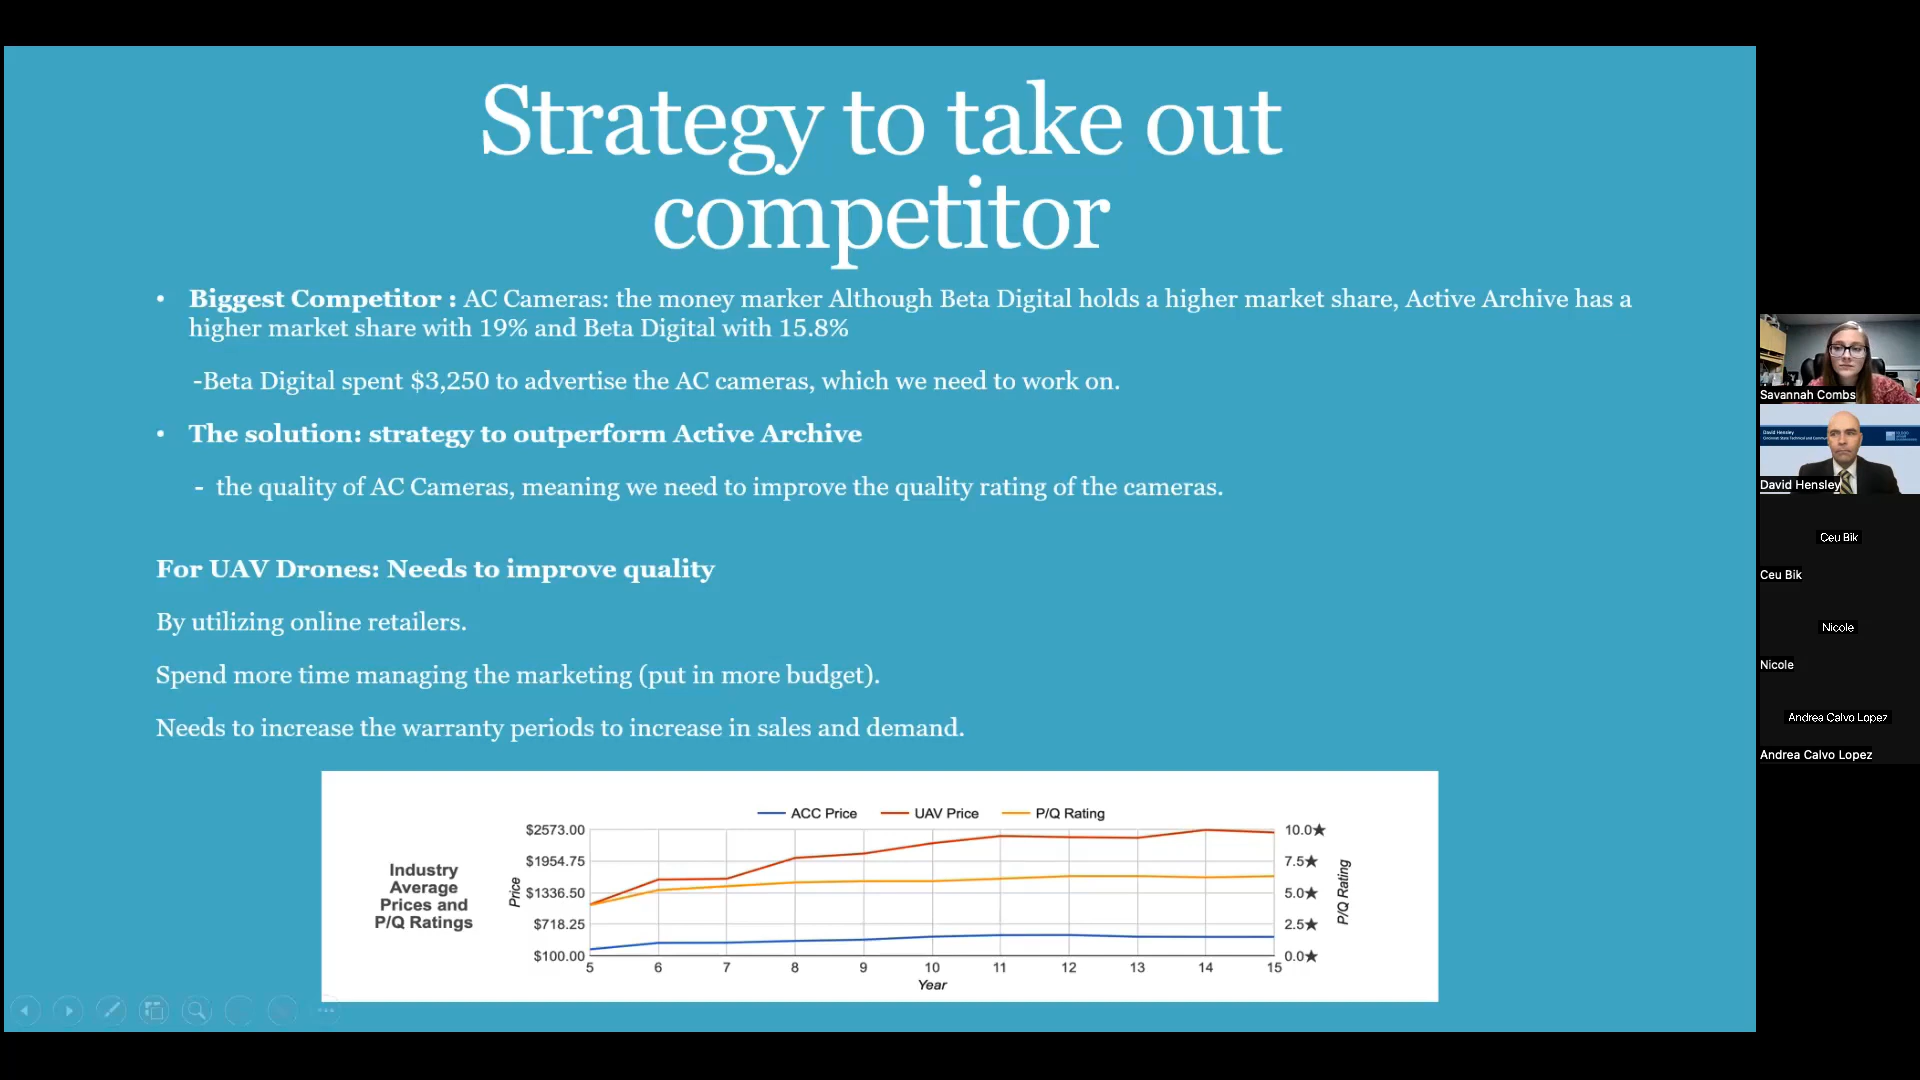 Strategy to take out
competitor
• Biggest Competitor : AC Cameras: the money marker Although Beta Digital holds a higher market share, Active Archive has a
higher market share with 19% and Beta Digital with 15.8%
-Beta Digital spent $3,250 to advertise the AC cameras, which we need to work on.
• The solution: strategy to outperform Active Archive
- the quality of AC Cameras, meaning we need to improve the quality rating of the cameras.
For UAV Drones: Needs to improve quality
By utilizing online retailers.
Spend more time managing the marketing (put in more budget).
Needs to increase the warranty periods to increase in sales and demand.
Industry
Average
Prices and
P/Q Ratings
ACC Price UAV Price P/Q Rating
Price
$2573.00
$1954.75
$1336.50
$718.25
$100.00
10.0★
7.5★
5.0★
2.5★
0.0★
P/Q Rating
5 6 7 8 9 10 11 12 13 14 15
Year
Savannah Combs
David Hensley
David Hensley
Ceu Bik
Ceu Bik
Nicole
Nicole
Andrea Calvo Lopez
Andrea Calvo Lopez